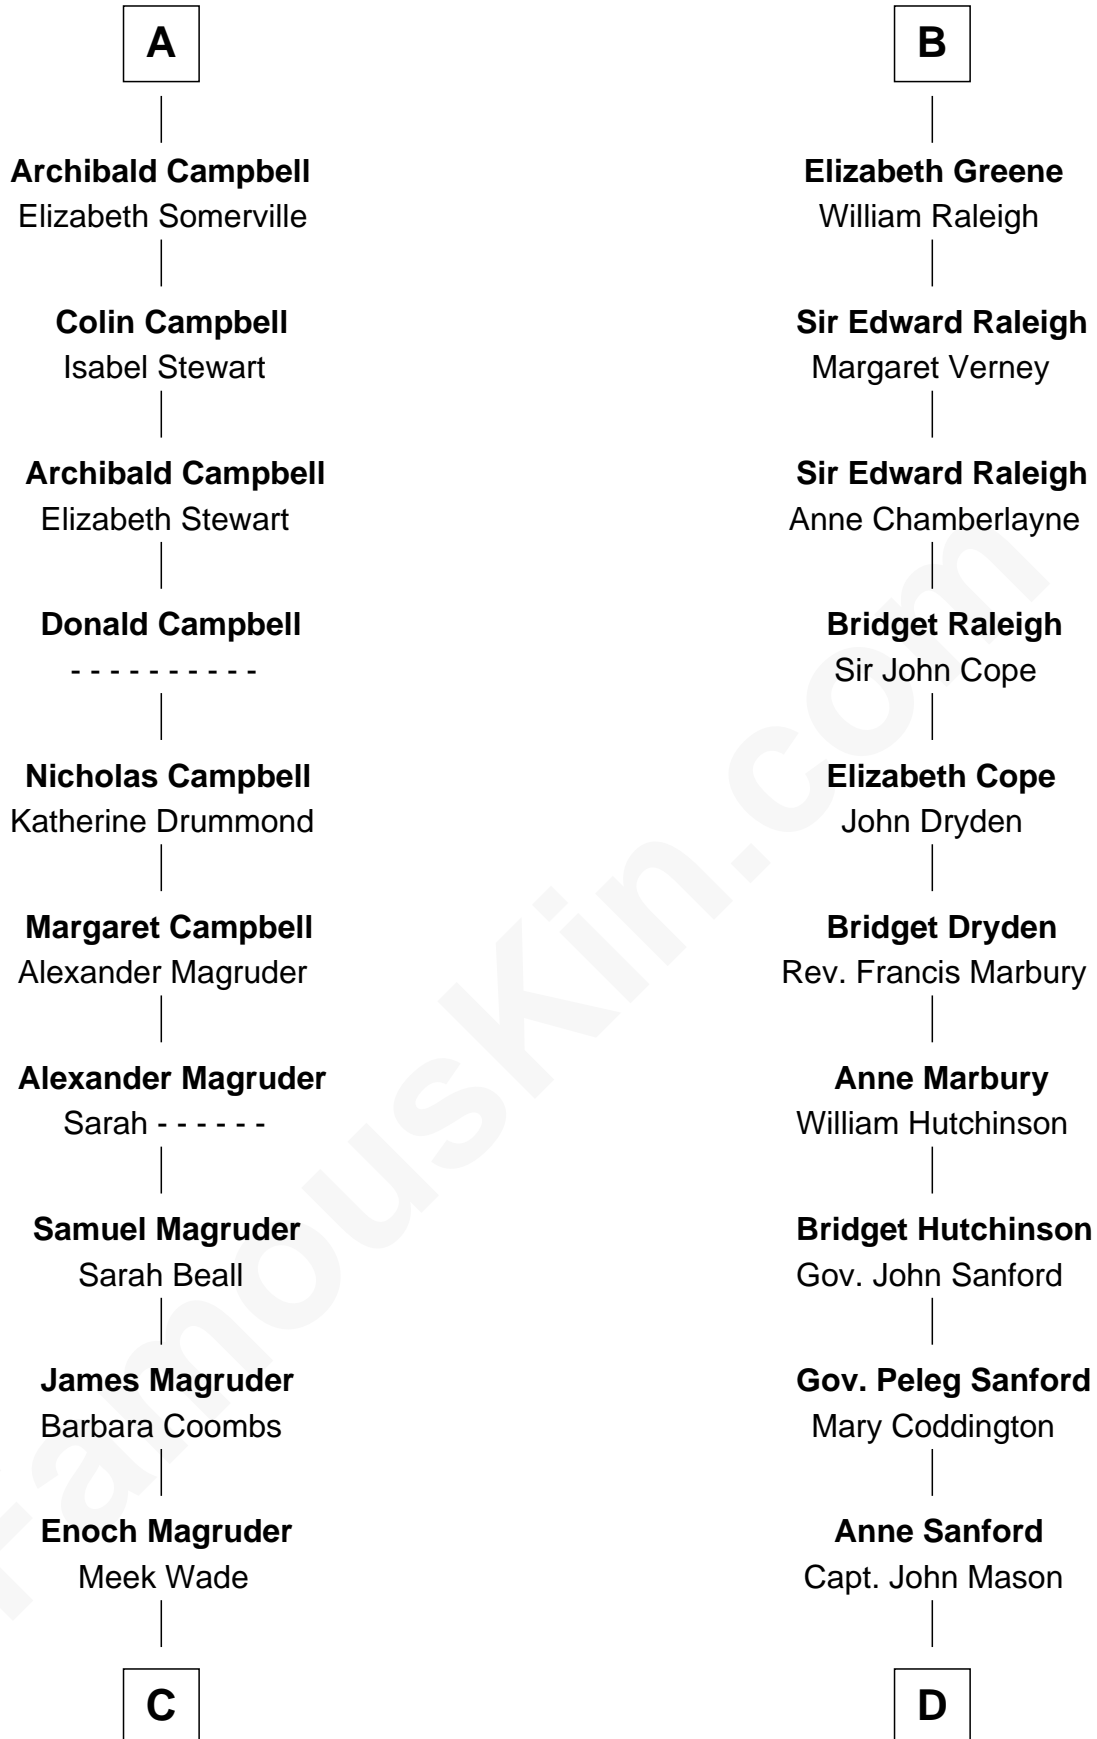 A
Archibald Campbell
Elizabeth Somerville
Colin Campbell
Isabel Stewart
Archibald Campbell
Elizabeth Stewart
Donald Campbell
- - - - - - - - - -
Nicholas Campbell
Katherine Drummond
Margaret Campbell
Alexander Magruder
Alexander Magruder
Sarah - - - - - -
Samuel Magruder
Sarah Beall
James Magruder
Barbara Coombs
Enoch Magruder
Meek Wade
C
B
Elizabeth Greene
William Raleigh
Sir Edward Raleigh
Margaret Verney
Sir Edward Raleigh
Anne Chamberlayne
Bridget Raleigh
Sir John Cope
Elizabeth Cope
John Dryden
Bridget Dryden
Rev. Francis Marbury
Anne Marbury
William Hutchinson
Bridget Hutchinson
Gov. John Sanford
Gov. Peleg Sanford
Mary Coddington
Anne Sanford
Capt. John Mason
D
FamousKin.com